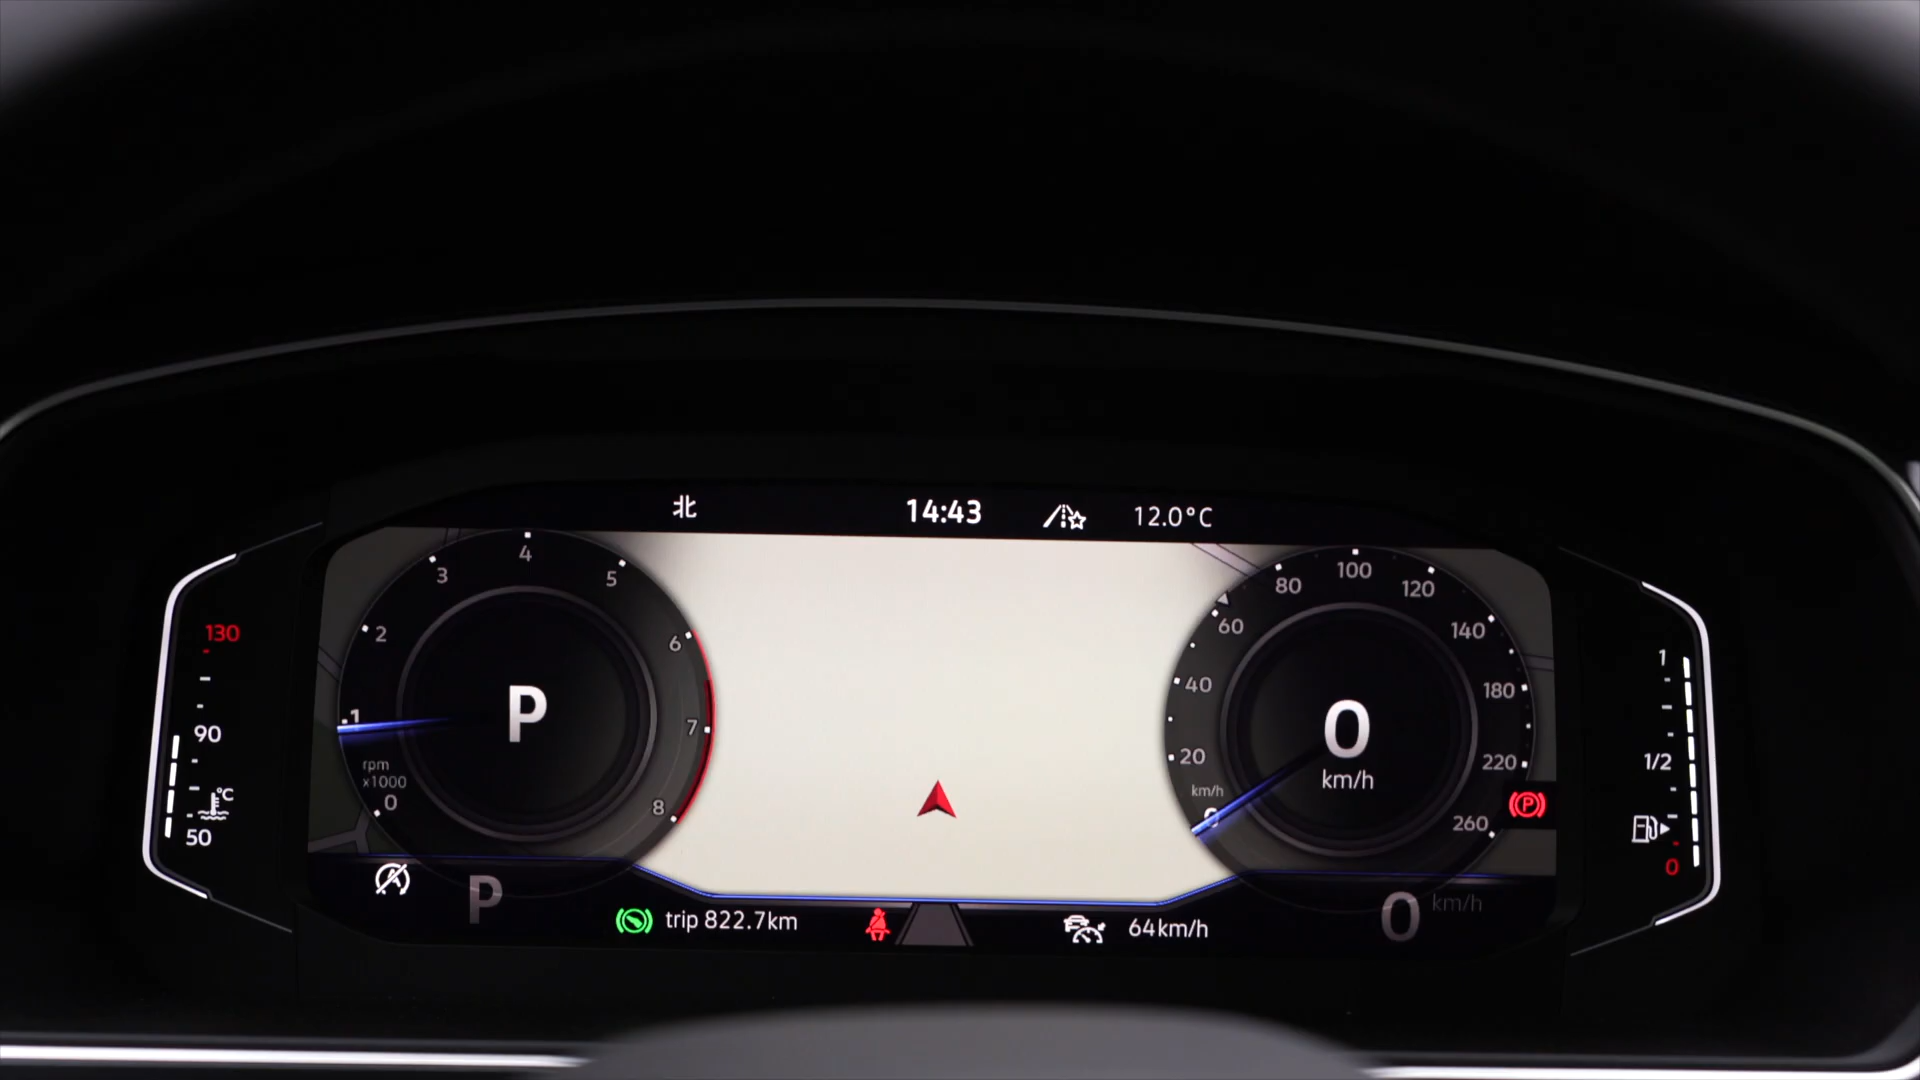 北 14:43 12.0°C
130
90
°C
50
4
3 5
2 6
1 7
P
rpm
x1000
0 8
100
80 120
60 140
40 180
20 220
km/h
0 260
0
km/h
P
1
1/2
0
A
P trip 822.7km 64km/h 0 km/h